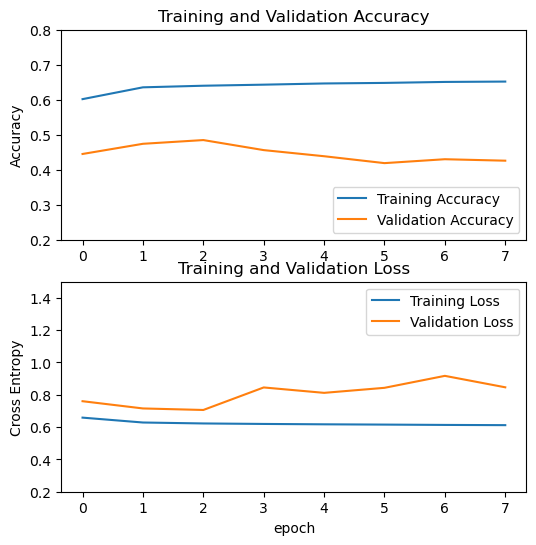 Training and Validation Accuracy
0.8
0.7
0.6
0.5
0.4
0.3
0.2
Accuracy
Training Accuracy
Validation Accuracy
0 1 2 3 4 5 6 7
Training and Validation Loss
1.4
1.2
1.0
0.8
0.6
0.4
0.2
Cross Entropy
Training Loss
Validation Loss
0 1 2 3 4 5 6 7
epoch